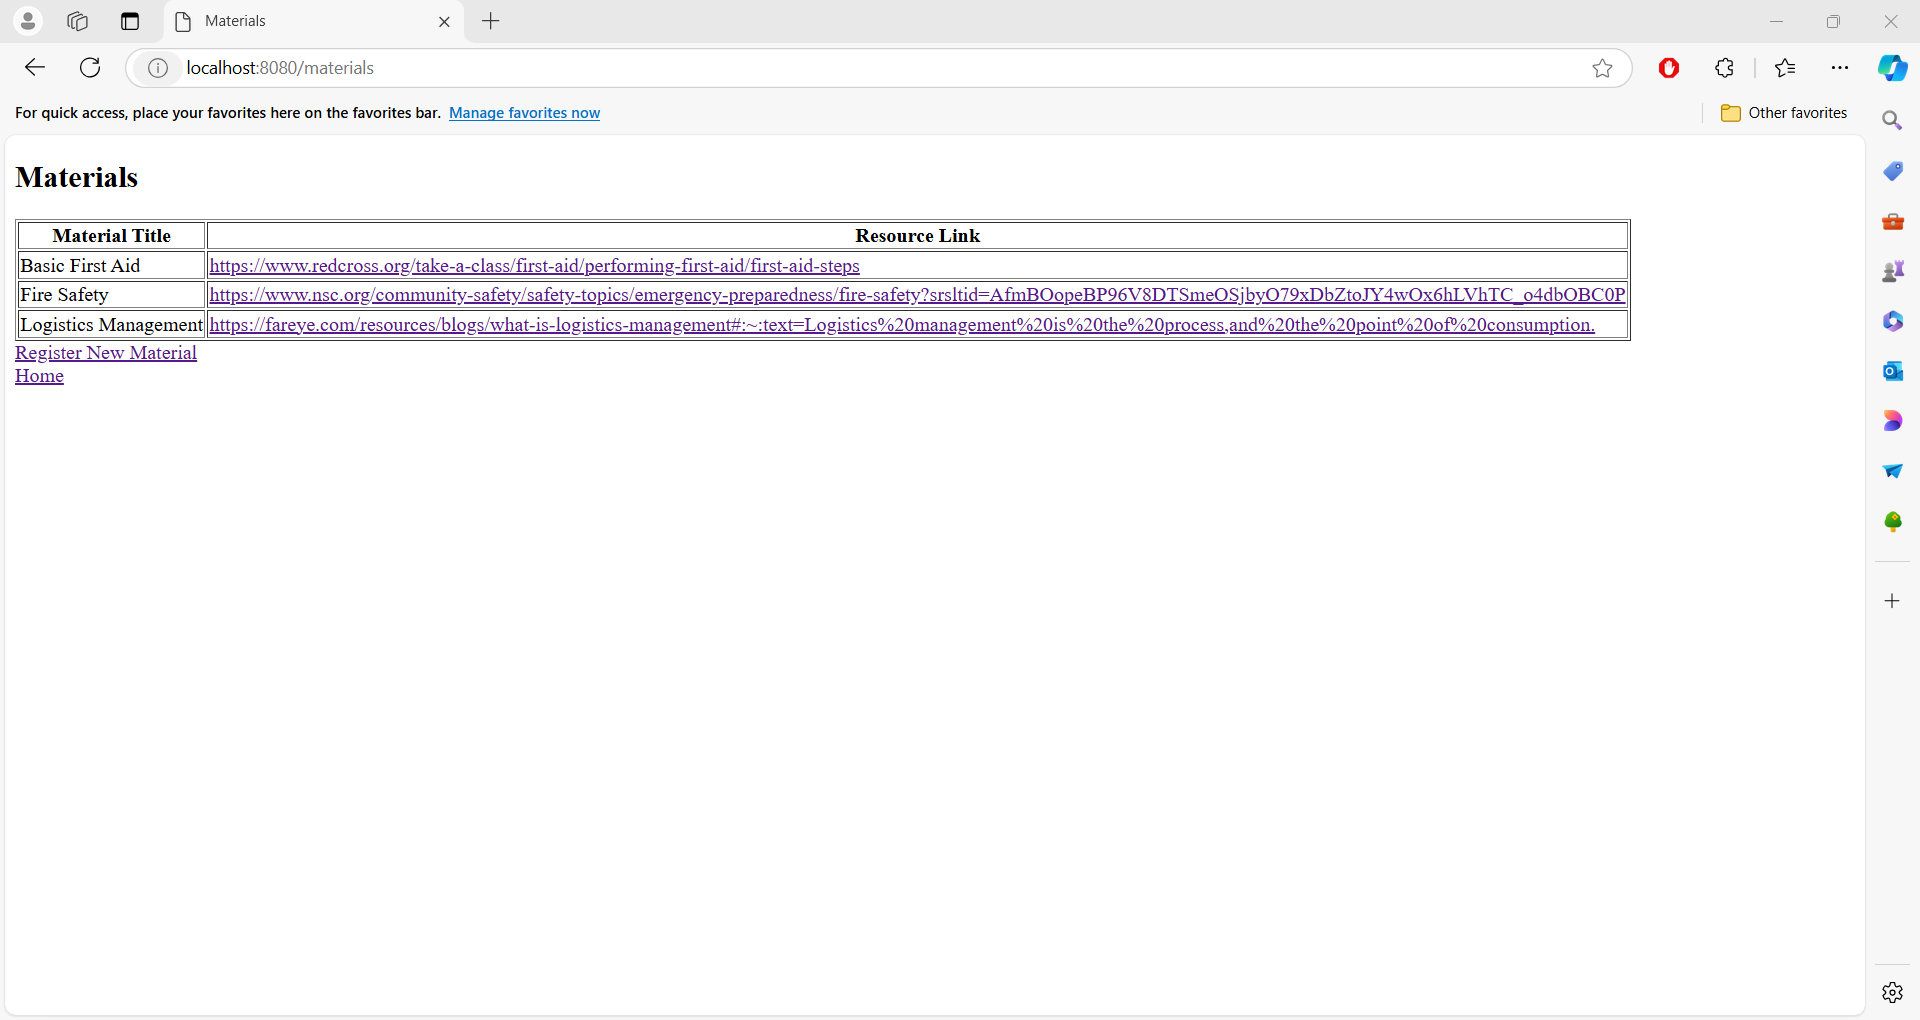 Materials
localhost:8080/materials
For quick access, place your favorites here on the favorites bar. Manage favorites now
Other favorites
Materials
Material Title Resource Link
Basic First Aid https://www.redcross.org/take-a-class/first-aid/performing-first-aid/first-aid-steps
Fire Safety https://www.nsc.org/community-safety/safety-topics/emergency-preparedness/fire-safety?srsltid=AfmBOopeBP96V8DTSmeOSjbyO79xDbZtoJY4wOx6hLVhTC_o4dbOBC0P
Logistics Management https://fareye.com/resources/blogs/what-is-logistics-management#:~:text=Logistics%20management%20is%20the%20process,and%20the%20point%20of%20consumption.
Register New Material
Home